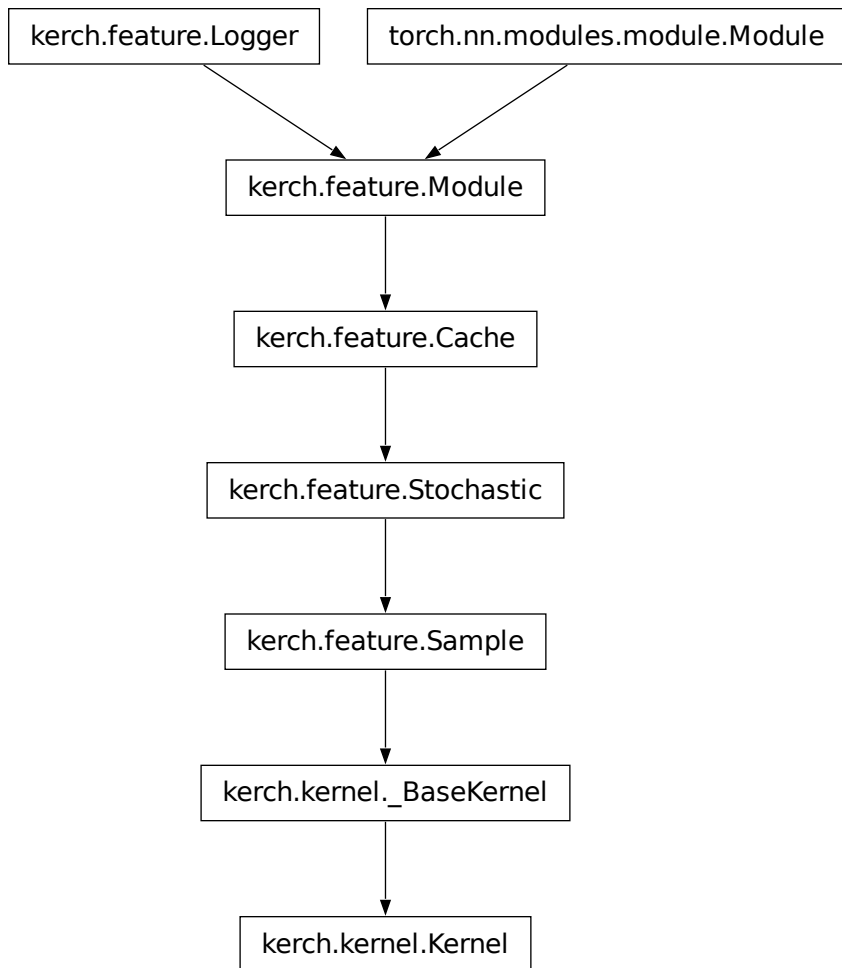 kerch.feature.Logger
torch.nn.modules.module.Module
kerch.feature.Module
kerch.feature.Cache
kerch.feature.Stochastic
kerch.feature.Sample
kerch.kernel._BaseKernel
kerch.kernel.Kernel